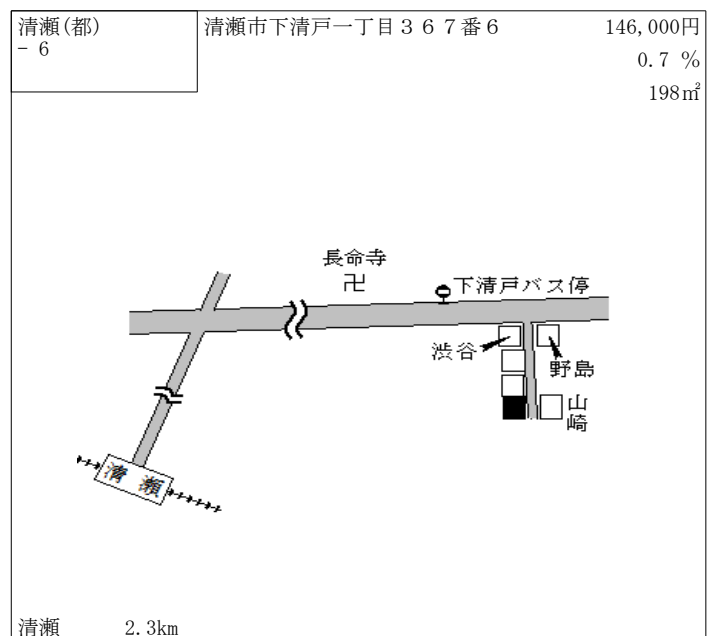 清瀬(都)
- 6
清瀬市下清戸一丁目３６７番６
146,000円
0.7 %
198㎡
長命寺
卍
下清戸バス停
渋谷
野島
山崎
清瀬
清瀬 2.3km